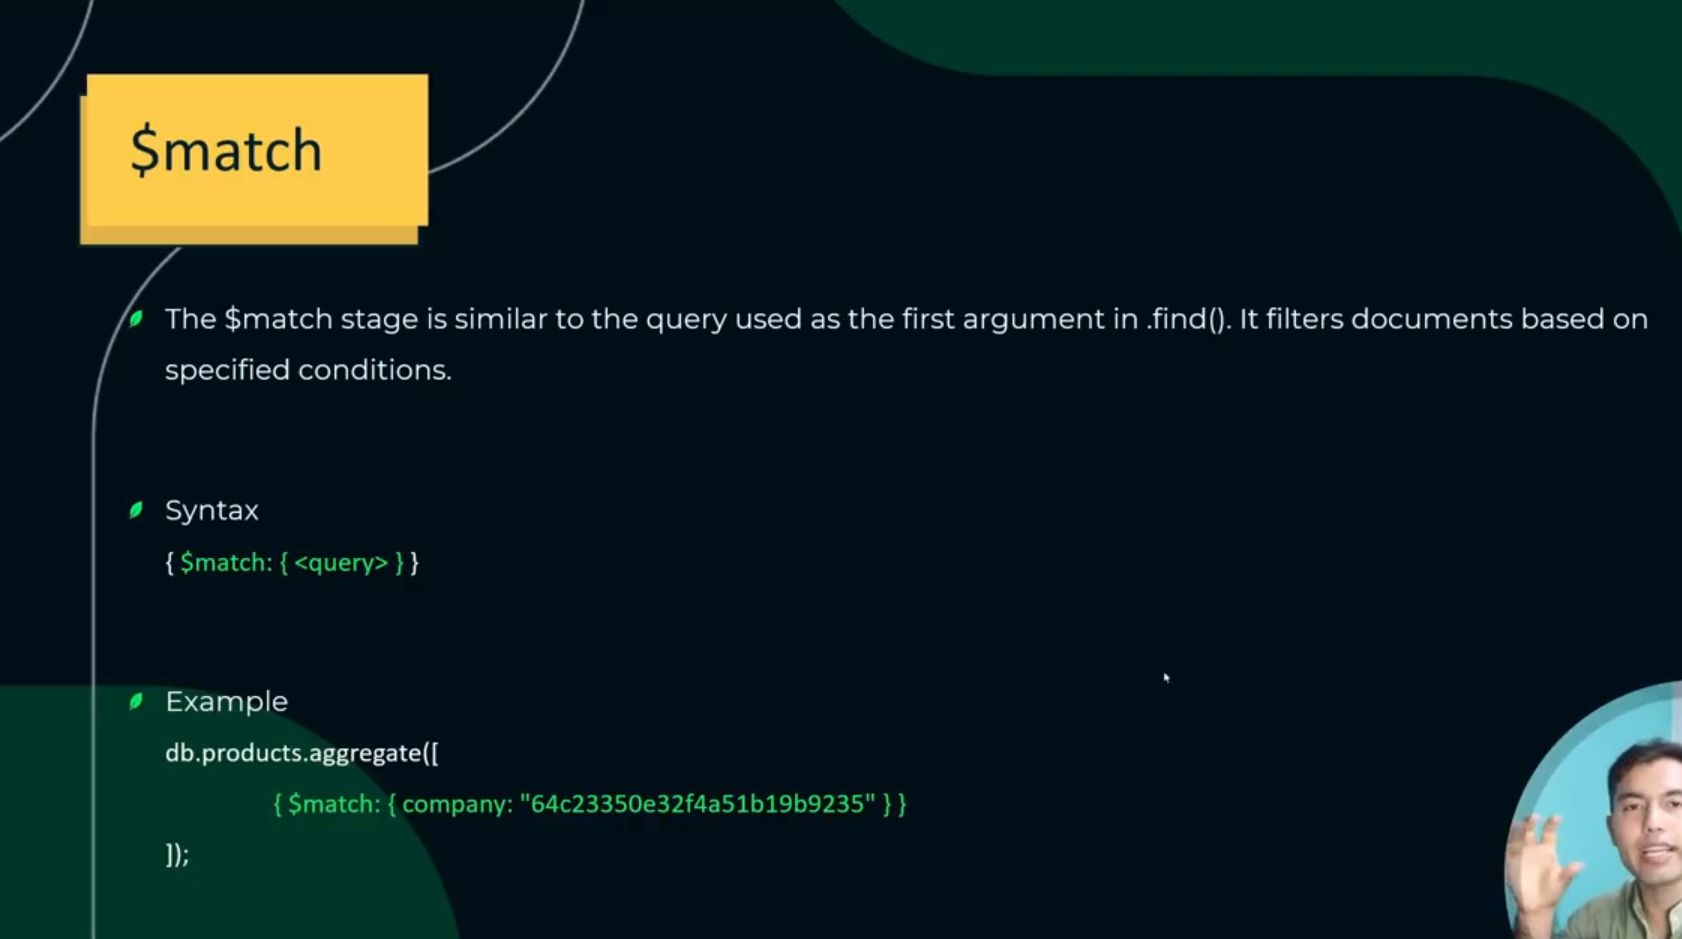 $match
The $match stage is similar to the query used as the first argument in .find(). It filters documents based on
specified conditions.
Syntax
{ $match: { <query> } }
Example
db.products.aggregate([
{ $match: { company: "64c23350e32f4a51b19b9235" } }
]);